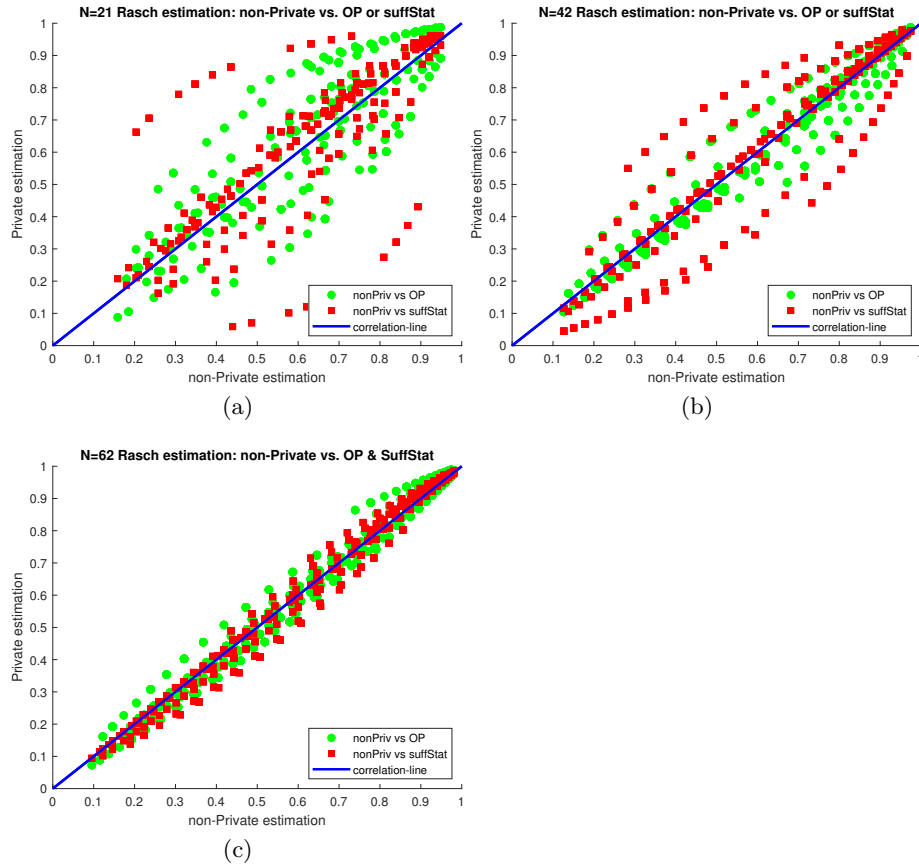 N=21 Rasch estimation: non-Private vs. OP or suffStat
1
0.9
0.8
0.7
0.6
0.5
0.4
0.3
0.2
0.1
0
Private estimation
nonPriv vs OP
nonPriv vs suffStat
correlation-line
0 0.1 0.2 0.3 0.4 0.5 0.6 0.7 0.8 0.9 1
non-Private estimation
(a)
N=42 Rasch estimation: non-Private vs. OP or suffStat
1
0.9
0.8
0.7
0.6
0.5
0.4
0.3
0.2
0.1
0
Private estimation
nonPriv vs OP
nonPriv vs suffStat
correlation-line
0 0.1 0.2 0.3 0.4 0.5 0.6 0.7 0.8 0.9 1
non-Private estimation
(b)
N=62 Rasch estimation: non-Private vs. OP & SuffStat
1
0.9
0.8
0.7
0.6
0.5
0.4
0.3
0.2
0.1
0
Private estimation
nonPriv vs OP
nonPriv vs suffStat
correlation-line
0 0.1 0.2 0.3 0.4 0.5 0.6 0.7 0.8 0.9 1
non-Private estimation
(c)